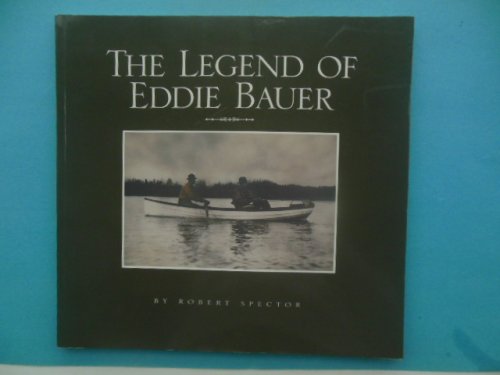 THE LEGEND OF
EDDIE BAUER
BY ROBERT SPECTOR